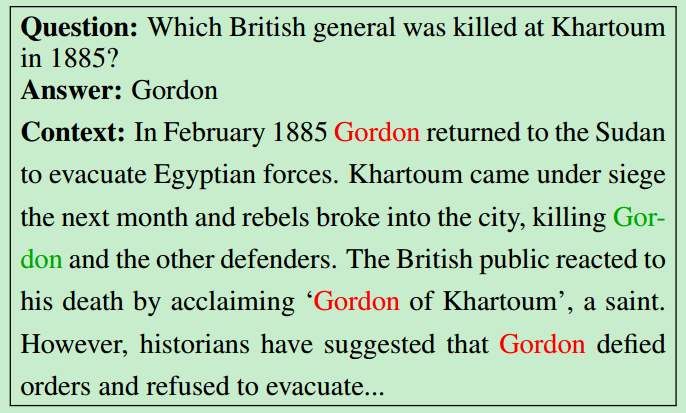 Question: Which British general was killed at Khartoum
in 1885?
Answer: Gordon
Context: In February 1885 Gordon returned to the Sudan
to evacuate Egyptian forces. Khartoum came under siege
the next month and rebels broke into the city, killing Gor-
don and the other defenders. The British public reacted to
his death by acclaiming ‘Gordon of Khartoum’, a saint.
However, historians have suggested that Gordon defied
orders and refused to evacuate...